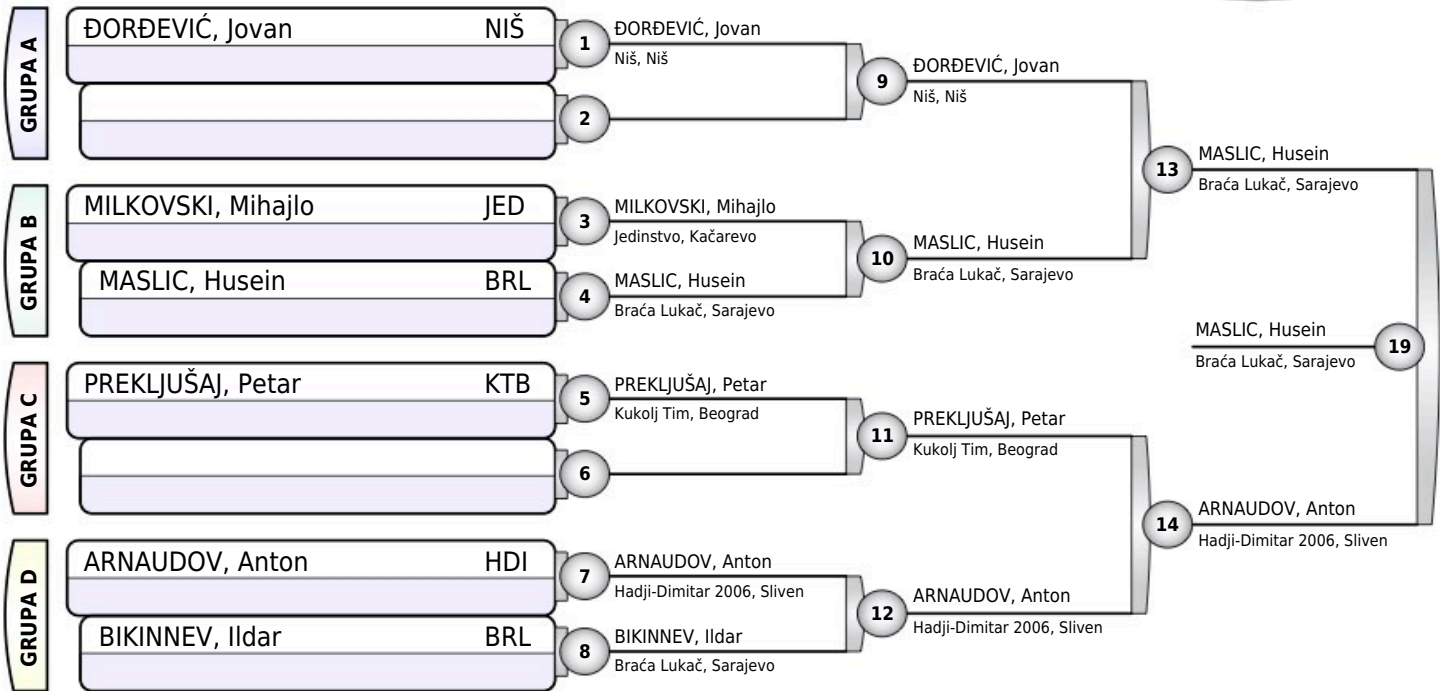 GRUPA A
ĐORĐEVIĆ, Jovan NIŠ
1
ĐORĐEVIĆ, Jovan
Niš, Niš
2
9
ĐORĐEVIĆ, Jovan
Niš, Niš
GRUPA B
MILKOVSKI, Mihajlo JED
MASLIC, Husein BRL
3
MILKOVSKI, Mihajlo
Jedinstvo, Kačarevo
4
MASLIC, Husein
Braća Lukač, Sarajevo
10
MASLIC, Husein
Braća Lukač, Sarajevo
13
MASLIC, Husein
Braća Lukač, Sarajevo
GRUPA C
PREKLJUŠAJ, Petar KTB
5
PREKLJUŠAJ, Petar
Kukolj Tim, Beograd
6
11
PREKLJUŠAJ, Petar
Kukolj Tim, Beograd
GRUPA D
ARNAUDOV, Anton HDI
BIKINNEV, Ildar BRL
7
ARNAUDOV, Anton
Hadji-Dimitar 2006, Sliven
8
BIKINNEV, Ildar
Braća Lukač, Sarajevo
12
ARNAUDOV, Anton
Hadji-Dimitar 2006, Sliven
14
ARNAUDOV, Anton
Hadji-Dimitar 2006, Sliven
MASLIC, Husein
Braća Lukač, Sarajevo
19